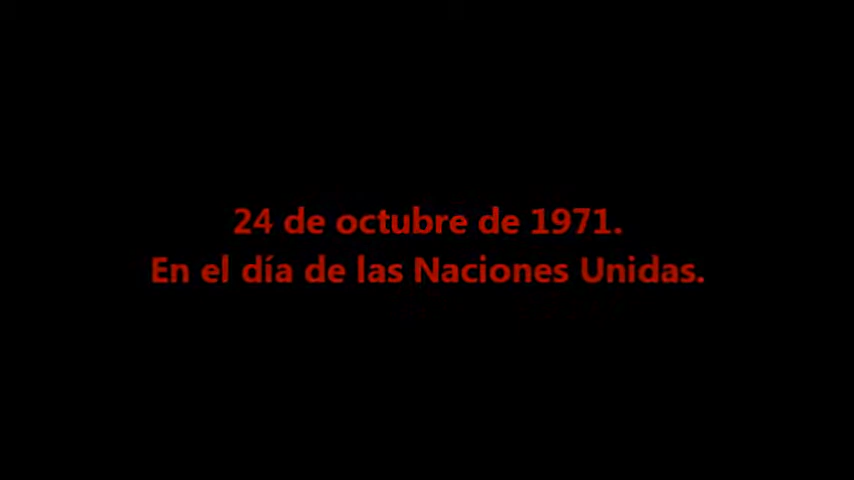 24 de octubre de 1971.
En el día de las Naciones Unidas.